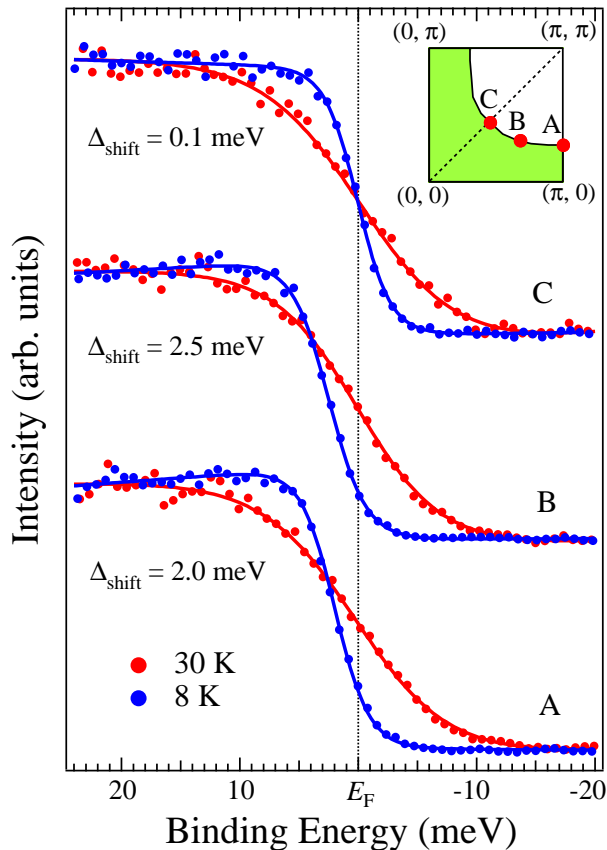 (0, π)
(π, π)
C
B
A
(0, 0)
(π, 0)
Δshift = 0.1 meV
C
Δshift = 2.5 meV
B
Δshift = 2.0 meV
30 K
8 K
A
Intensity (arb. units)
20
10
EF
-10
-20
Binding Energy (meV)